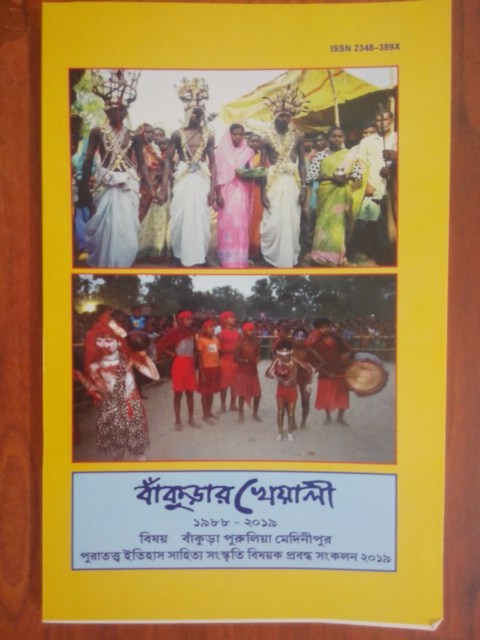 ISSN 2348-389X
বাঁকুড়ার খেয়ালী
১৯৮৮ - ২০১৯
বিষয় বাঁকুড়া পুরুলিয়া মেদিনীপুর
পুরাতত্ত্ব ইতিহাস সাহিত্য সংস্কৃতি বিষয়ক প্রবন্ধ সংকলন ২০১৯